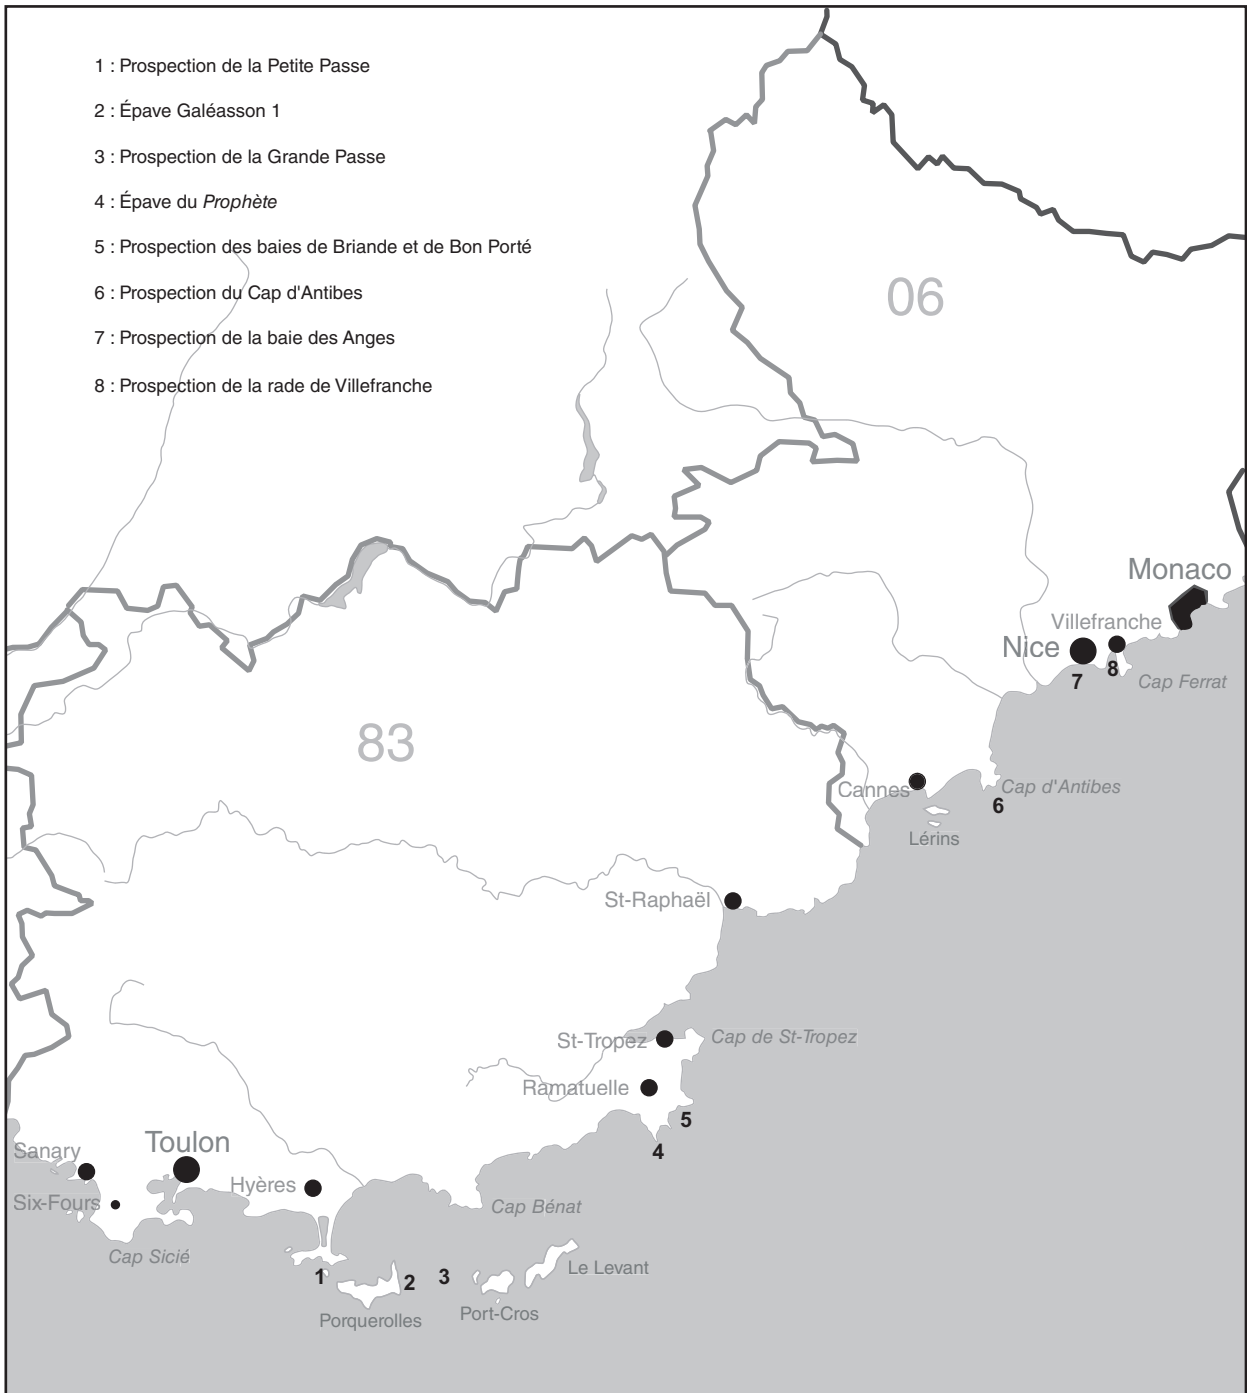 1 : Prospection de la Petite Passe
2 : Épave Galéasson 1
3 : Prospection de la Grande Passe
4 : Épave du Prophète
5 : Prospection des baies de Briande et de Bon Porté
6 : Prospection du Cap d'Antibes
7 : Prospection de la baie des Anges
8 : Prospection de la rade de Villefranche
06
Monaco
Villefranche
Nice
7
8
Cap Ferrat
83
Cannes
Cap d'Antibes
6
Lérins
St-Raphaël
St-Tropez
Cap de St-Tropez
Ramatuelle
5
4
Sanary
Toulon
Hyères
Six-Fours
Cap Bénat
Cap Sicié
1
2
3
Le Levant
Port-Cros
Porquerolles